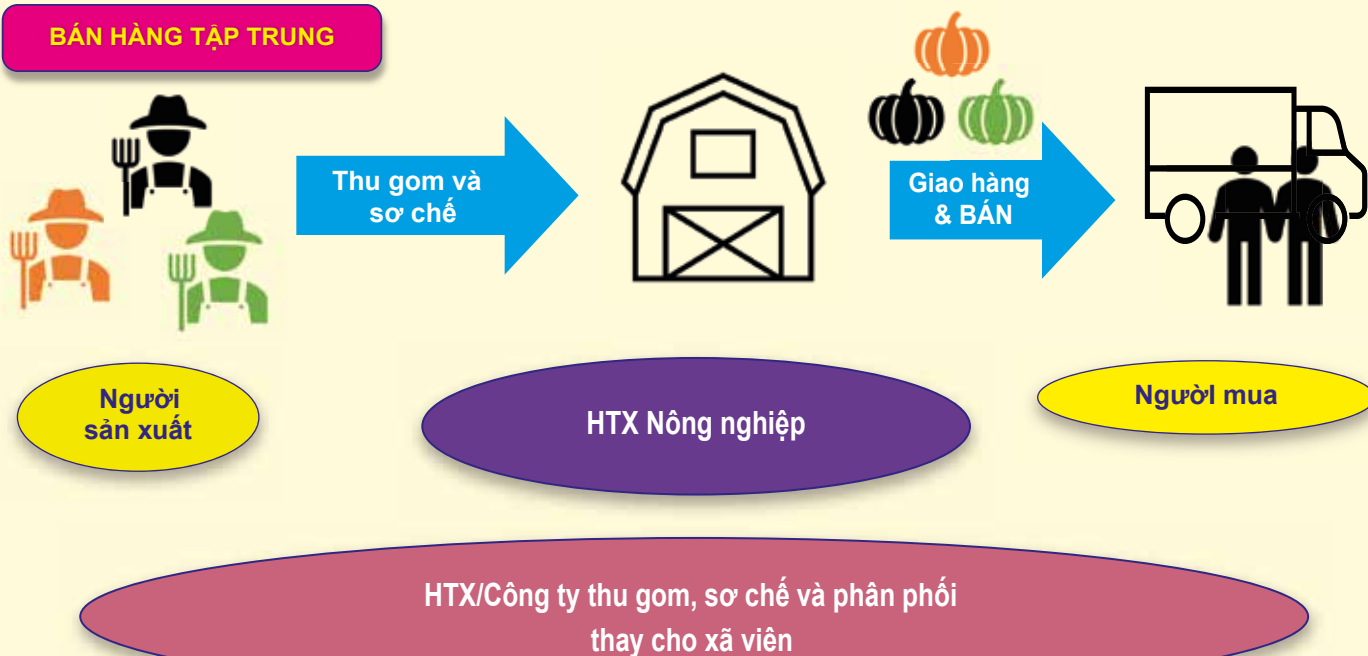 BÁN HÀNG TẬP TRUNG
Thu gom và
sơ chế
Giao hàng
& BÁN
Người
sản xuất
HTX Nông nghiệp
NgườI mua
HTX/Công ty thu gom, sơ chế và phân phối
thay cho xã viên